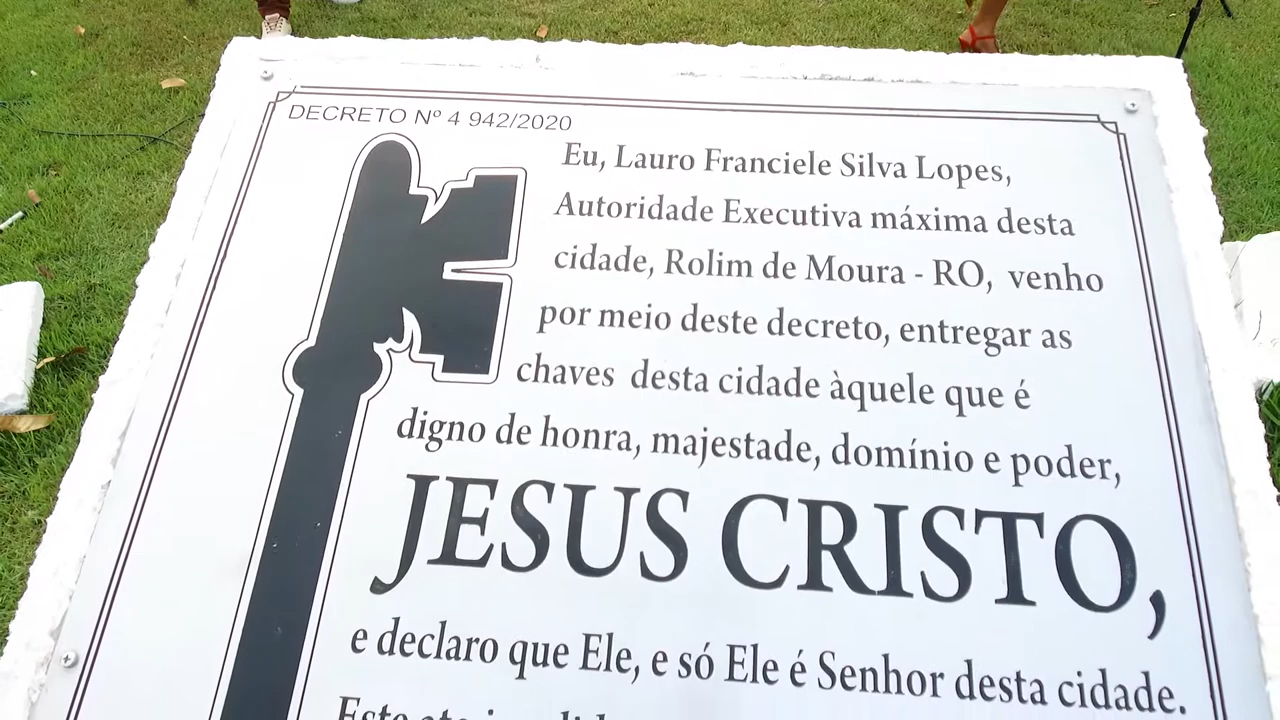 DECRETO Nº 4 942/2020
Eu, Lauro Franciele Silva Lopes,
Autoridade Executiva máxima desta
cidade, Rolim de Moura - RO, venho
por meio deste decreto, entregar as
chaves desta cidade àquele que é
digno de honra, majestade, domínio e poder,
JESUS CRISTO,
e declaro que Ele, e só Ele é Senhor desta cidade.